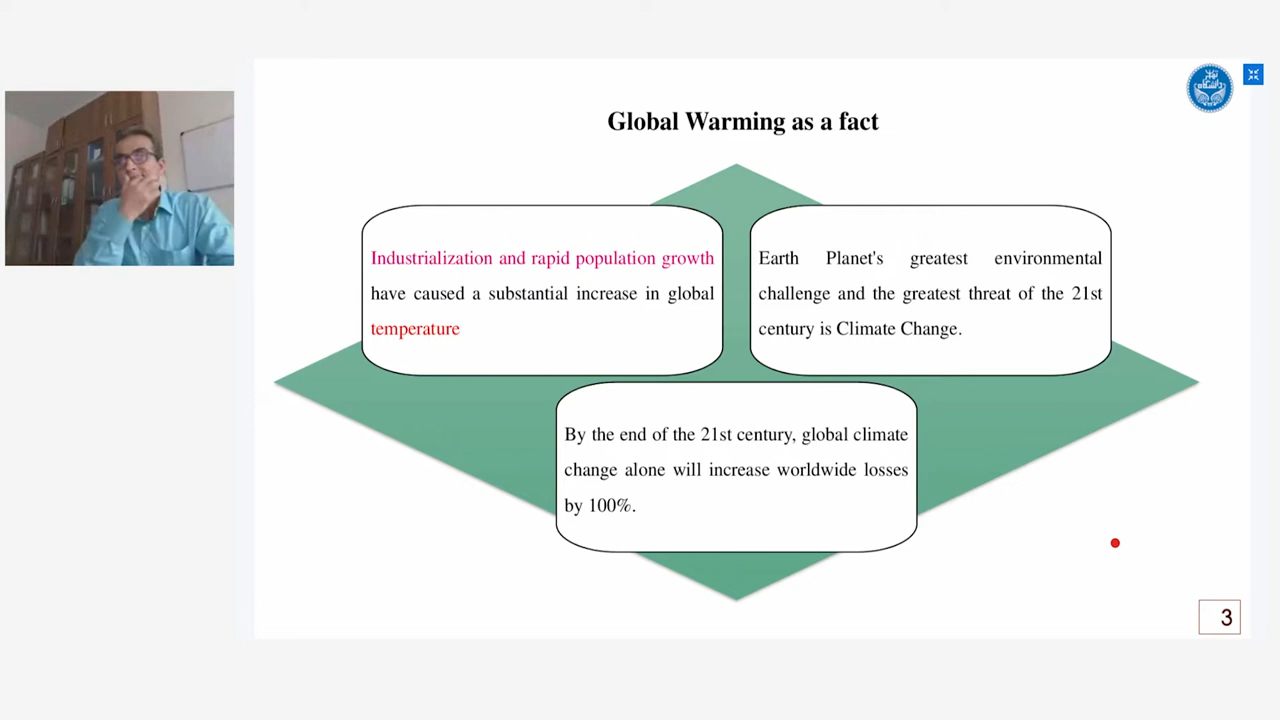 Global Warming as a fact
Industrialization and rapid population growth
have caused a substantial increase in global
temperature
Earth Planet's greatest environmental
challenge and the greatest threat of the 21st
century is Climate Change.
By the end of the 21st century, global climate
change alone will increase worldwide losses
by 100%.
3